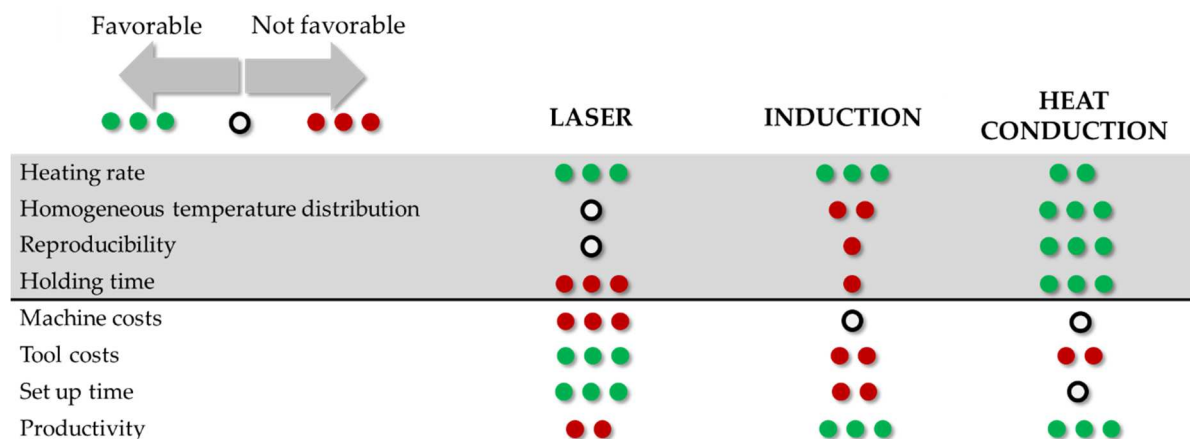 Favorable
Not favorable
LASER
INDUCTION
HEAT
CONDUCTION
Heating rate
Homogeneous temperature distribution
Reproducibility
Holding time
Machine costs
Tool costs
Set up time
Productivity